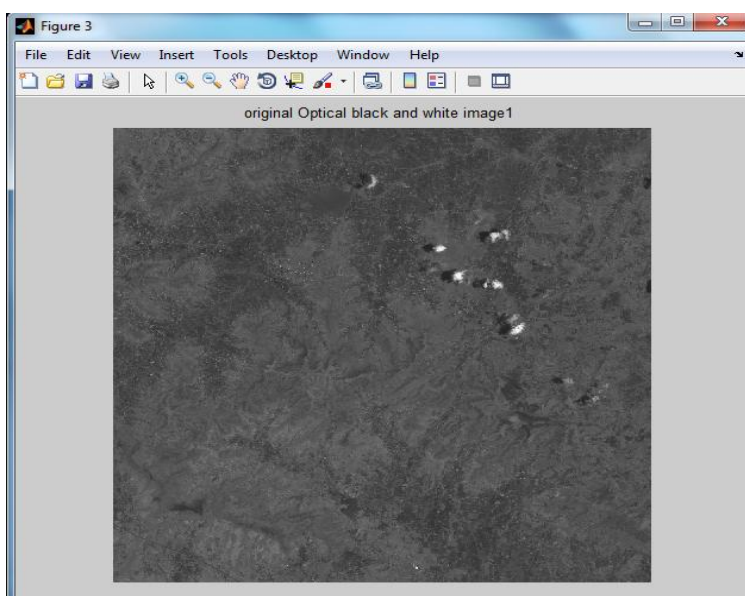 Figure 3
File Edit View Insert Tools Desktop Window Help
original Optical black and white image1